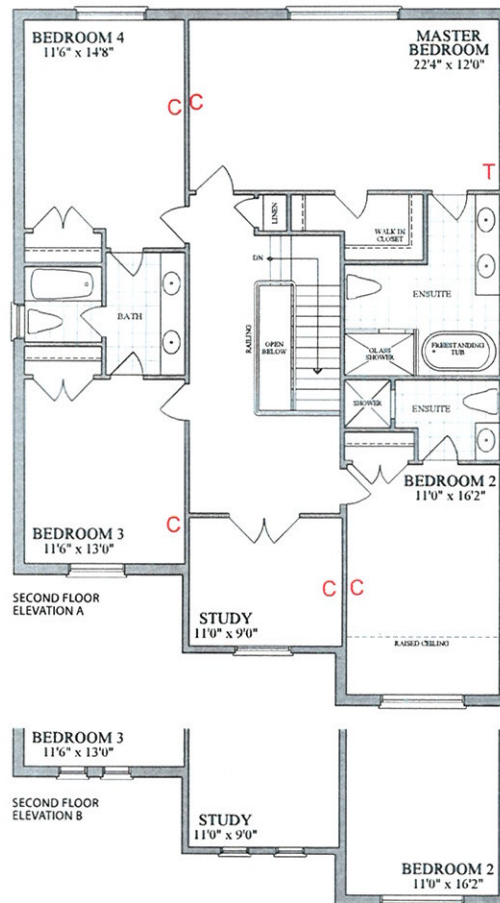 BEDROOM 4
11'6" x 14'8"
MASTER
BEDROOM
22'4" x 12'0"
C
C
T
LINEN
WALK IN
CLOSET
DN
ENSUITE
BATH
RAILING
OPEN
BELOW
GLASS
SHOWER
FREESTANDING
TUB
SHOWER
ENSUITE
BEDROOM 2
11'0" x 16'2"
BEDROOM 3
11'6" x 13'0"
C
C
C
SECOND FLOOR
ELEVATION A
STUDY
11'0" x 9'0"
RAISED CEILING
BEDROOM 3
11'6" x 13'0"
SECOND FLOOR
ELEVATION B
STUDY
11'0" x 9'0"
BEDROOM 2
11'0" x 16'2"